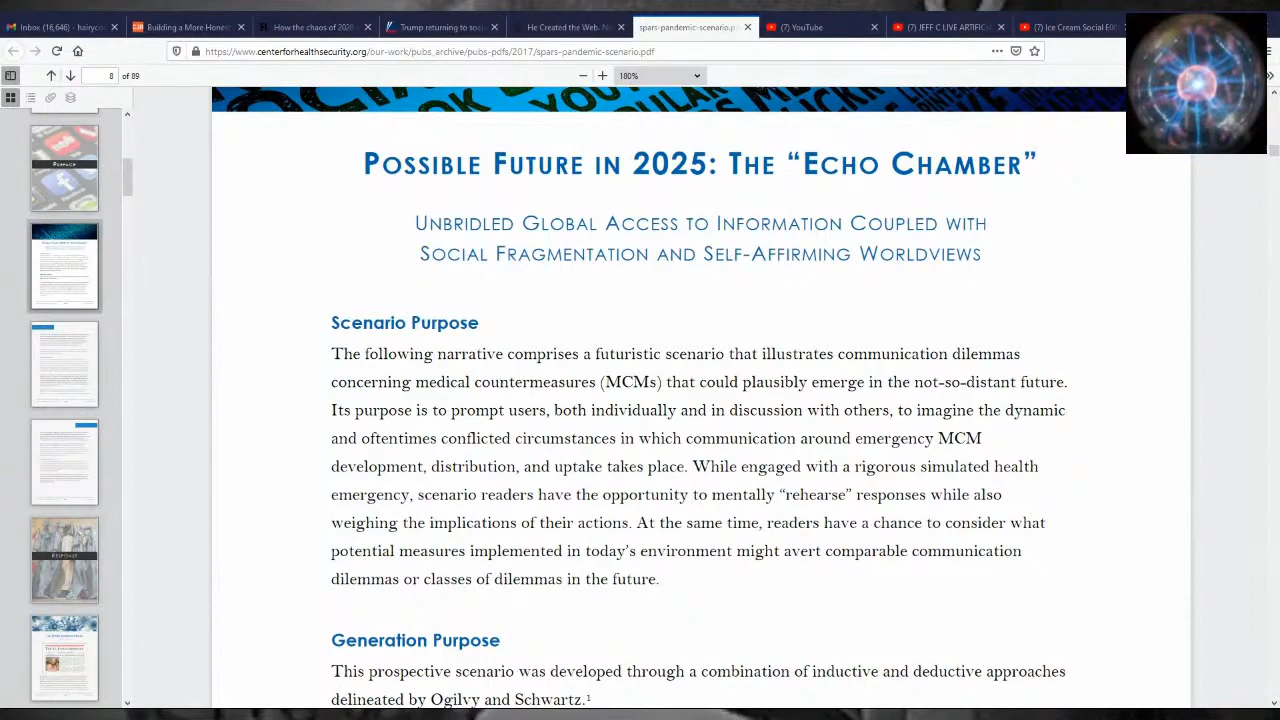 Inbox (16,646) - hairyco
Building a More Hones
How the chaos of 2020
Trump returning to soci
He Created the Web. N
spars-pandemic-scenario.p
(7) YouTube
(7) JEFF C LIVE ARTIFIC
(7) Ice Cream Social E00
https://www.centerforhealthsecurity.org/our-work/pubs_archive/pubs-pdfs/2017/spars-pandemic-scenario.pdf
8 of 89
180%
PREFACE
RESPONSE
POSSIBLE FUTURE IN 2025: THE “ECHO CHAMBER”
UNBRIDLED GLOBAL ACCESS TO INFORMATION COUPLED WITH
SOCIAL FRAGMENTATION AND SELF-AFFIRMING WORLDVIEWS
Scenario Purpose
The following narrative comprises a futuristic scenario that illustrates communication dilemmas
concerning medical countermeasures (MCMs) that could plausibly emerge in the not-so-distant future.
Its purpose is to prompt users, both individually and in discussion with others, to imagine the dynamic
and oftentimes conflicted circumstances in which communication around emergency MCM
development, distribution, and uptake takes place. While engaged with a rigorous simulated health
emergency, scenario readers have the opportunity to mentally “rehearse” responses while also
weighing the implications of their actions. At the same time, readers have a chance to consider what
potential measures implemented in today’s environment might avert comparable communication
dilemmas or classes of dilemmas in the future.
Generation Purpose
This prospective scenario was developed through a combination of inductive and deductive approaches
delineated by Ogilvy and Schwartz.¹